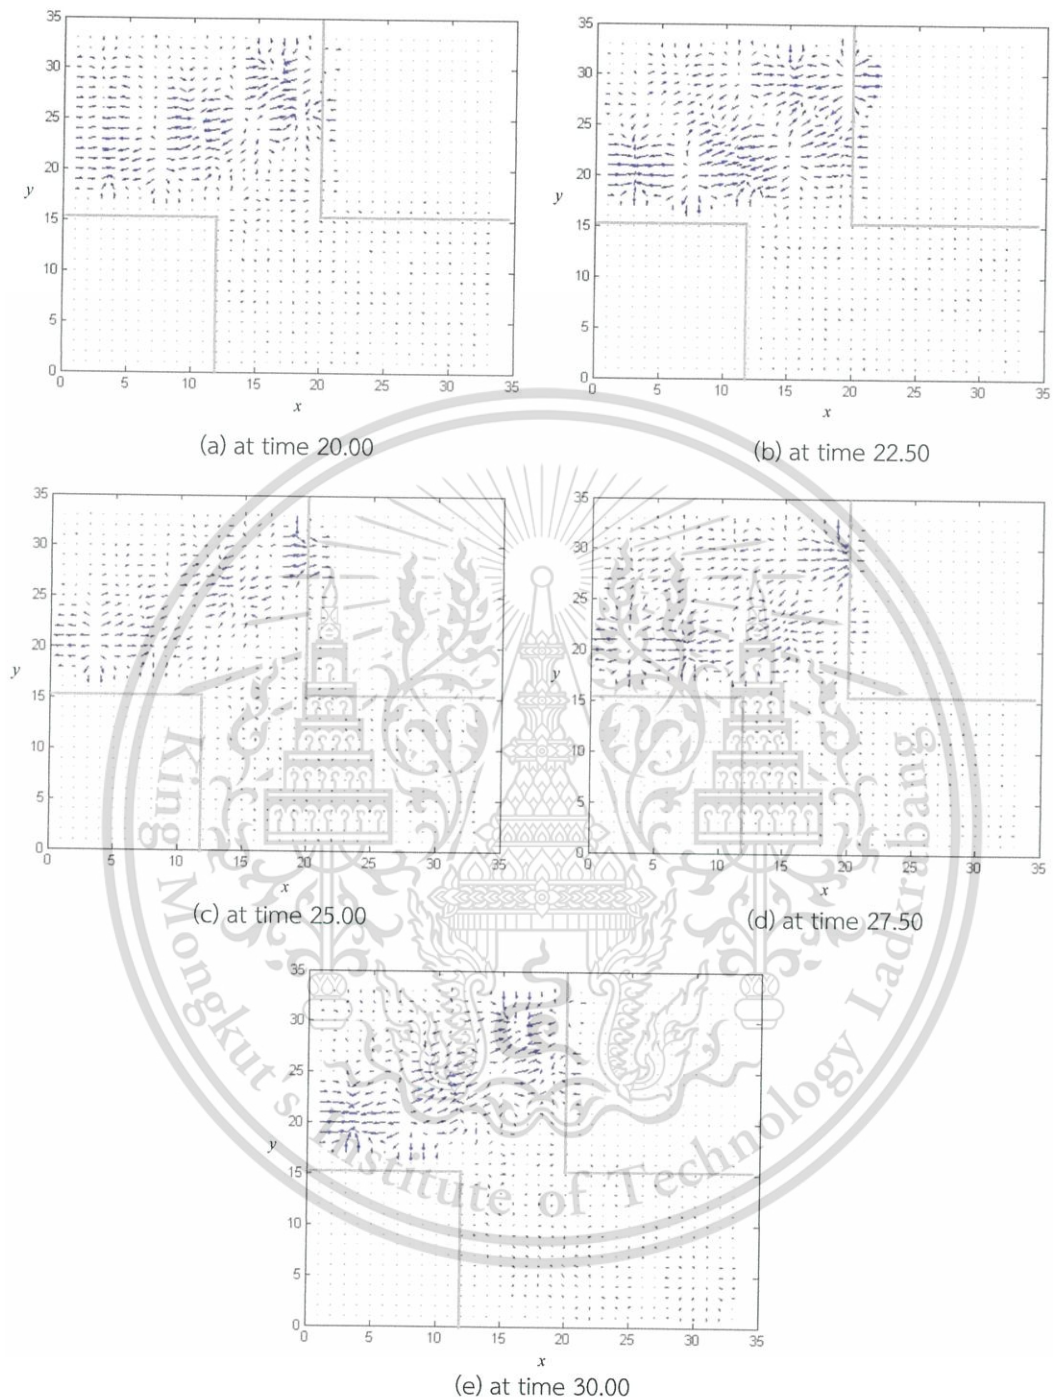 35
30
25
20
y
15
10
5
0
0 5 10 15 20 25 30 35
x
(a) at time 20.00
35
30
25
20
y
15
10
5
0
0 5 10 15 20 25 30 35
x
(b) at time 22.50
35
30
25
20
y
15
10
5
0
0 5 10 15 20 25 30 35
x
(c) at time 25.00
35
30
25
20
y
15
10
5
0
0 5 10 15 20 25 30 35
x
(d) at time 27.50
35
30
25
20
y
15
10
5
0
0 5 10 15 20 25 30 35
x
(e) at time 30.00
King Mongkut's Institute of Technology Ladkrabang